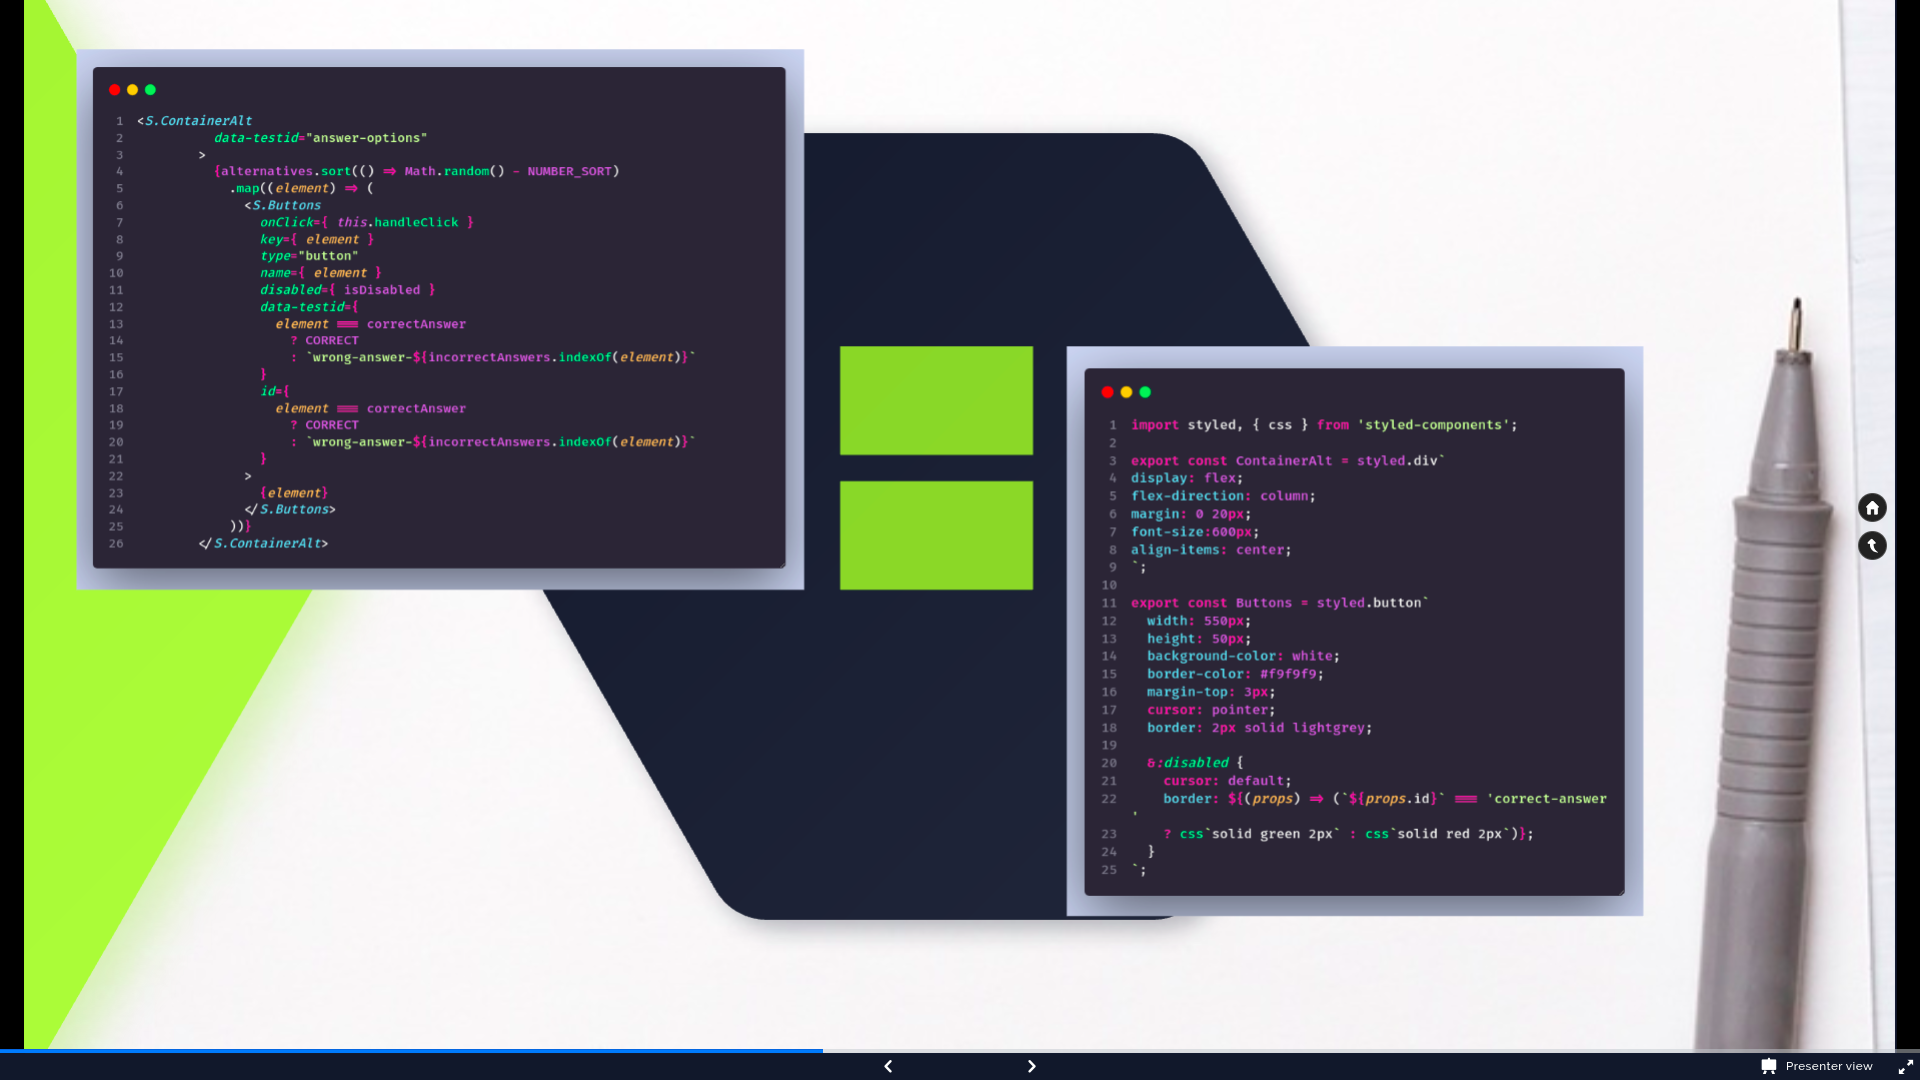 1 <S.ContainerAlt
2 data-testid="answer-options"
3 >
4 {alternatives.sort(() => Math.random() - NUMBER_SORT)
5 .map((element) => (
6 <S.Buttons
7 onClick={ this.handleClick }
8 key={ element }
9 type="button"
10 name={ element }
11 disabled={ isDisabled }
12 data-testid={
13 element === correctAnswer
14 ? CORRECT
15 : `wrong-answer-${incorrectAnswers.indexOf(element)}`
16 }
17 id={
18 element === correctAnswer
19 ? CORRECT
20 : `wrong-answer-${incorrectAnswers.indexOf(element)}`
21 }
22 >
23 {element}
24 </S.Buttons>
25 ))}
26 </S.ContainerAlt>
1 import styled, { css } from 'styled-components';
2
3 export const ContainerAlt = styled.div`
4 display: flex;
5 flex-direction: column;
6 margin: 0 20px;
7 font-size:600px;
8 align-items: center;
9 `;
10
11 export const Buttons = styled.button`
12 width: 550px;
13 height: 50px;
14 background-color: white;
15 border-color: #f9f9f9;
16 margin-top: 3px;
17 cursor: pointer;
18 border: 2px solid lightgrey;
19
20 &:disabled {
21 cursor: default;
22 border: ${(props) => (`${props.id}` === 'correct-answer
'
23 ? css`solid green 2px` : css`solid red 2px`)};
24 }
25 `;
Presenter view